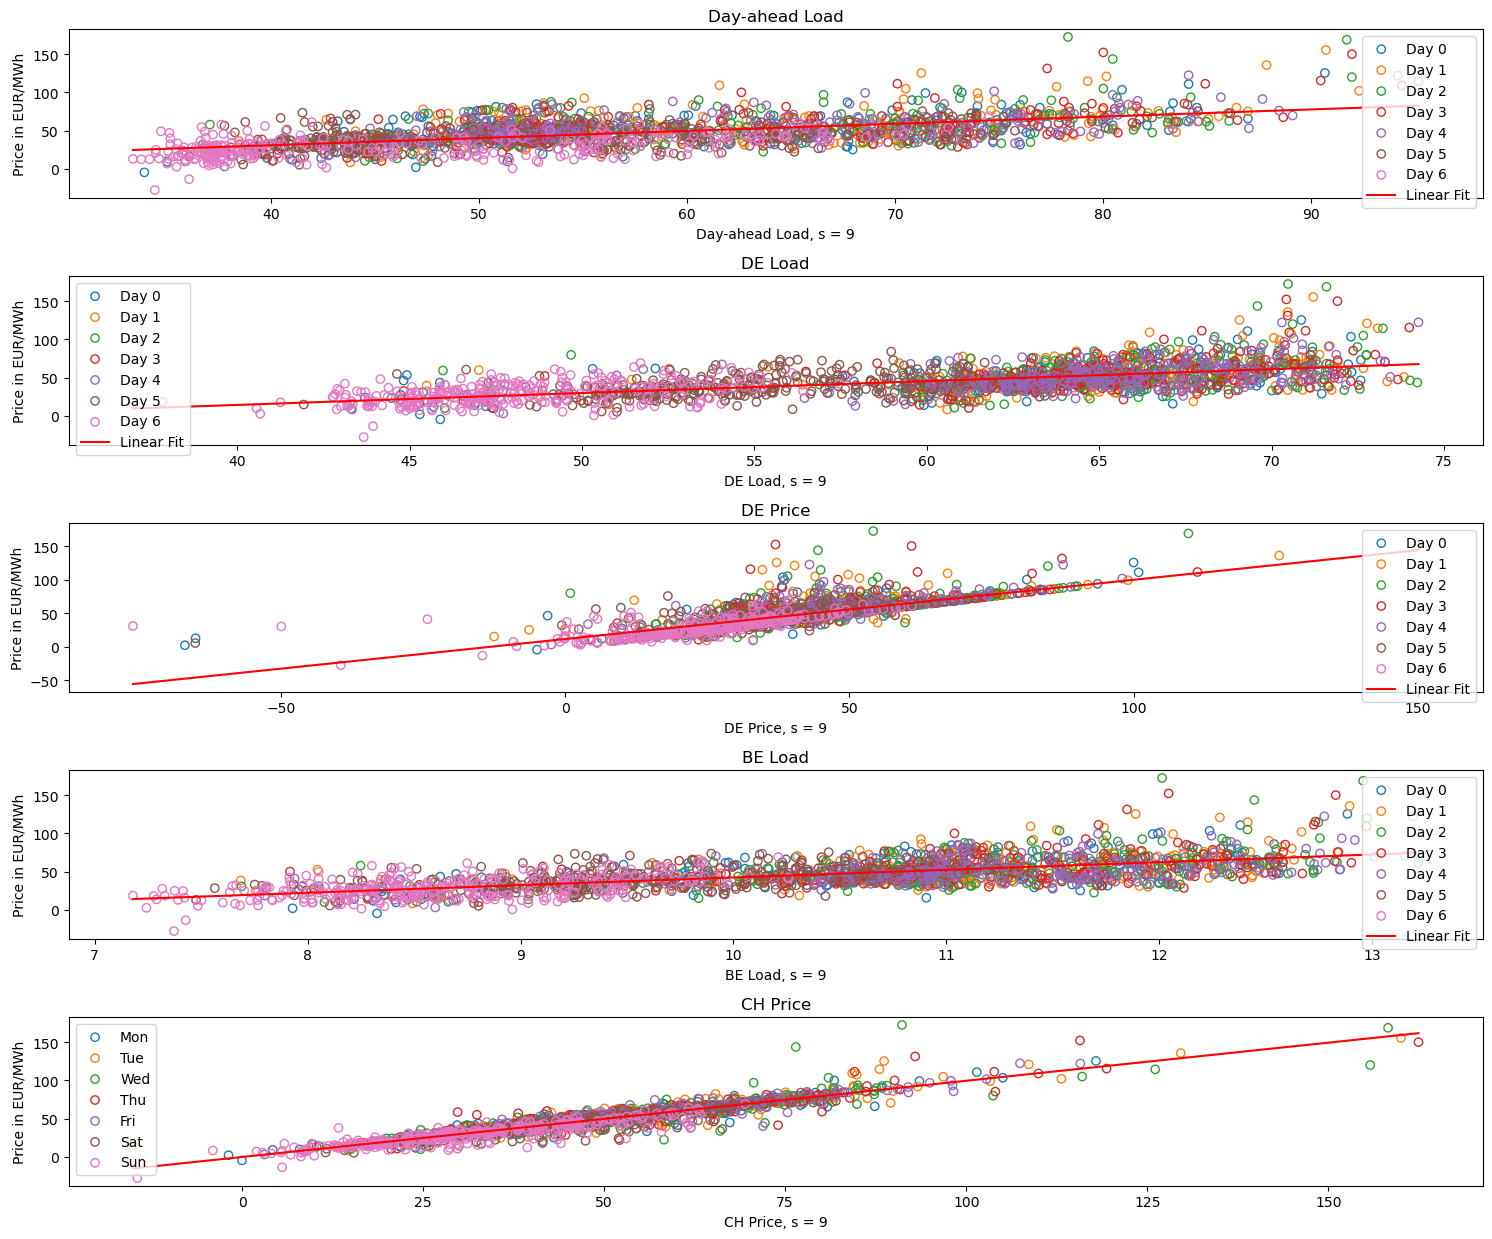 Day-ahead Load
Price in EUR/MWh
150
100
50
0
Day 0
Day 1
Day 2
Day 3
Day 4
Day 5
Day 6
Linear Fit
40 50 60 70 80 90
Day-ahead Load, s = 9
DE Load
Price in EUR/MWh
150
100
50
0
Day 0
Day 1
Day 2
Day 3
Day 4
Day 5
Day 6
Linear Fit
40 45 50 55 60 65 70 75
DE Load, s = 9
DE Price
Price in EUR/MWh
150
100
50
0
−50
Day 0
Day 1
Day 2
Day 3
Day 4
Day 5
Day 6
Linear Fit
−50 0 50 100 150
DE Price, s = 9
BE Load
Price in EUR/MWh
150
100
50
0
Day 0
Day 1
Day 2
Day 3
Day 4
Day 5
Day 6
Linear Fit
7 8 9 10 11 12 13
BE Load, s = 9
CH Price
Price in EUR/MWh
150
100
50
0
Mon
Tue
Wed
Thu
Fri
Sat
Sun
0 25 50 75 100 125 150
CH Price, s = 9